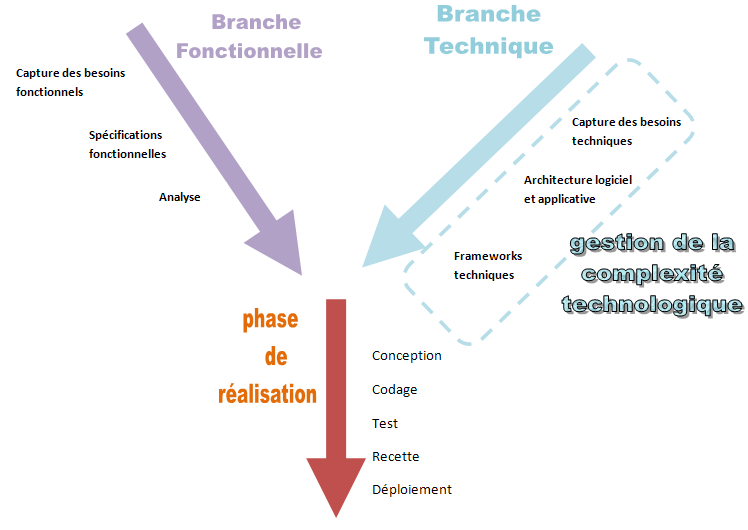 Branche
Fonctionnelle
Branche
Technique
Capture des besoins
fonctionnels
Spécifications
fonctionnelles
Analyse
Capture des besoins
techniques
Architecture logiciel
et applicative
Frameworks
techniques
gestion de la
complexité
technologique
phase
de
réalisation
Conception
Codage
Test
Recette
Déploiement